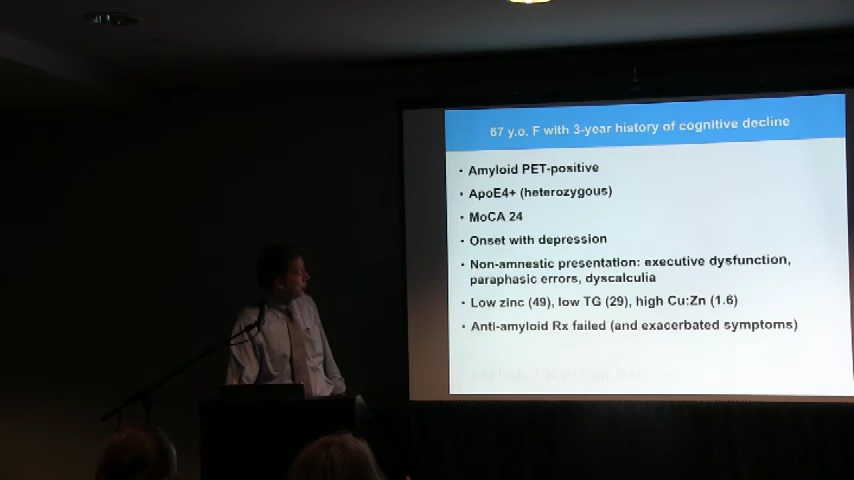 67 y.o. F with 3-year history of cognitive decline
• Amyloid PET-positive
• ApoE4+ (heterozygous)
• MoCA 24
• Onset with depression
• Non-amnestic presentation: executive dysfunction,
paraphasic errors, dyscalculia
• Low zinc (49), low TG (29), high Cu:Zn (1.6)
• Anti-amyloid Rx failed (and exacerbated symptoms)